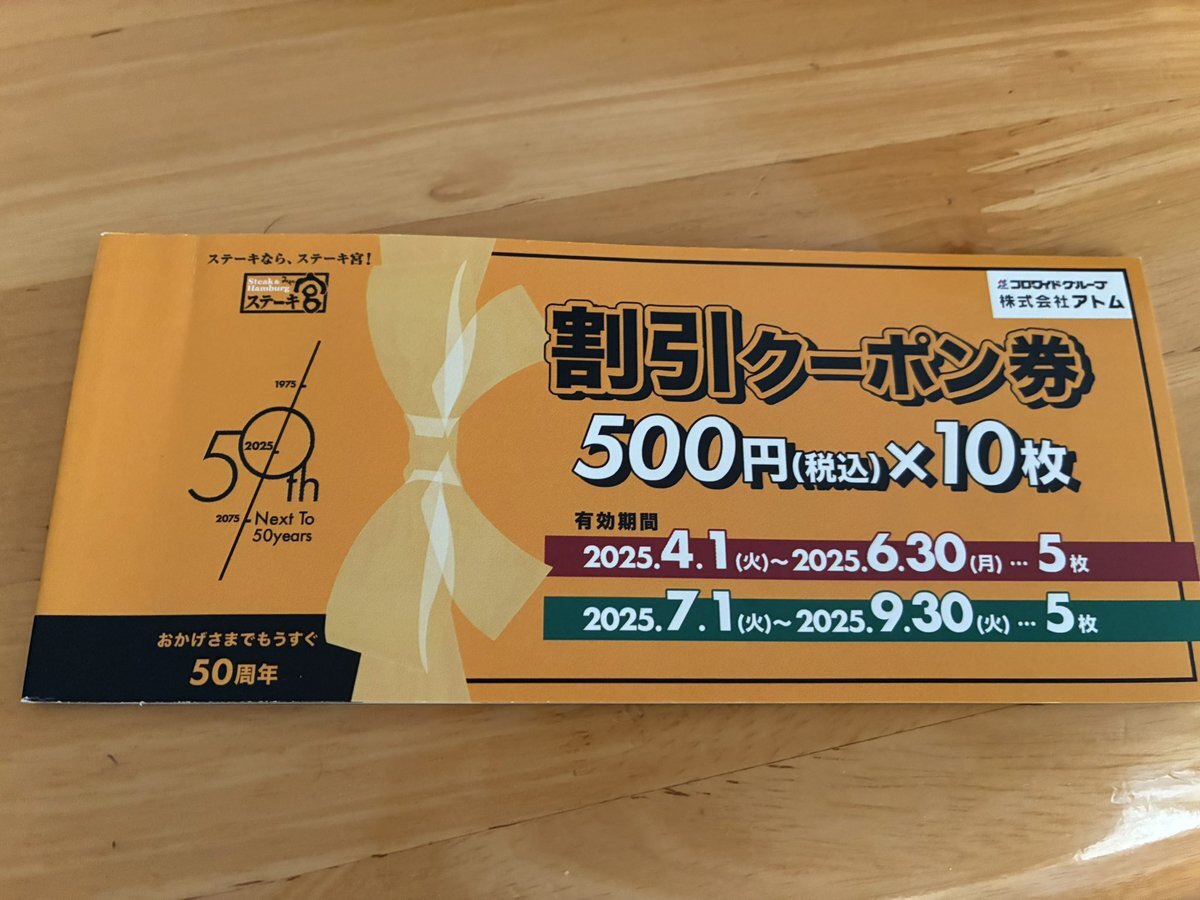 ステーキなら、ステーキ宮!
Steak &
Hamburg
ステーキ宮
1975
50th
2025
2075
Next To
50years
おかげさまでもうすぐ
50周年
コロワイドグループ
株式会社アトム
割引クーポン券
500円(税込)×10枚
有効期間
2025.4.1(火)~2025.6.30(月)…5枚
2025.7.1(火)~2025.9.30(火)…5枚